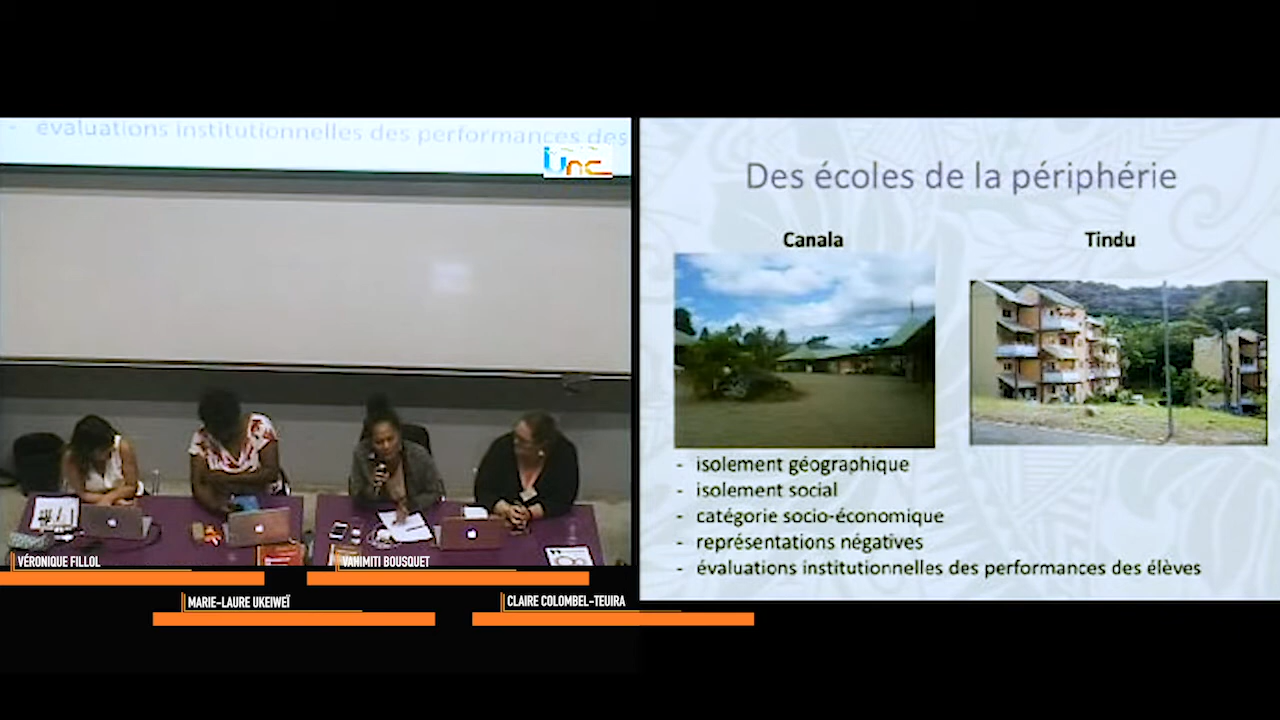 - évaluations institutionnelles des performances des
unc
VÉRONIQUE FILLOL
VANIMITI BOUSQUET
MARIE-LAURE UKEIWEÏ
CLAIRE COLOMBEL-TEUIRA
Des écoles de la périphérie
Canala
Tindu
- isolement géographique
- isolement social
- catégorie socio-économique
- représentations négatives
- évaluations institutionnelles des performances des élèves